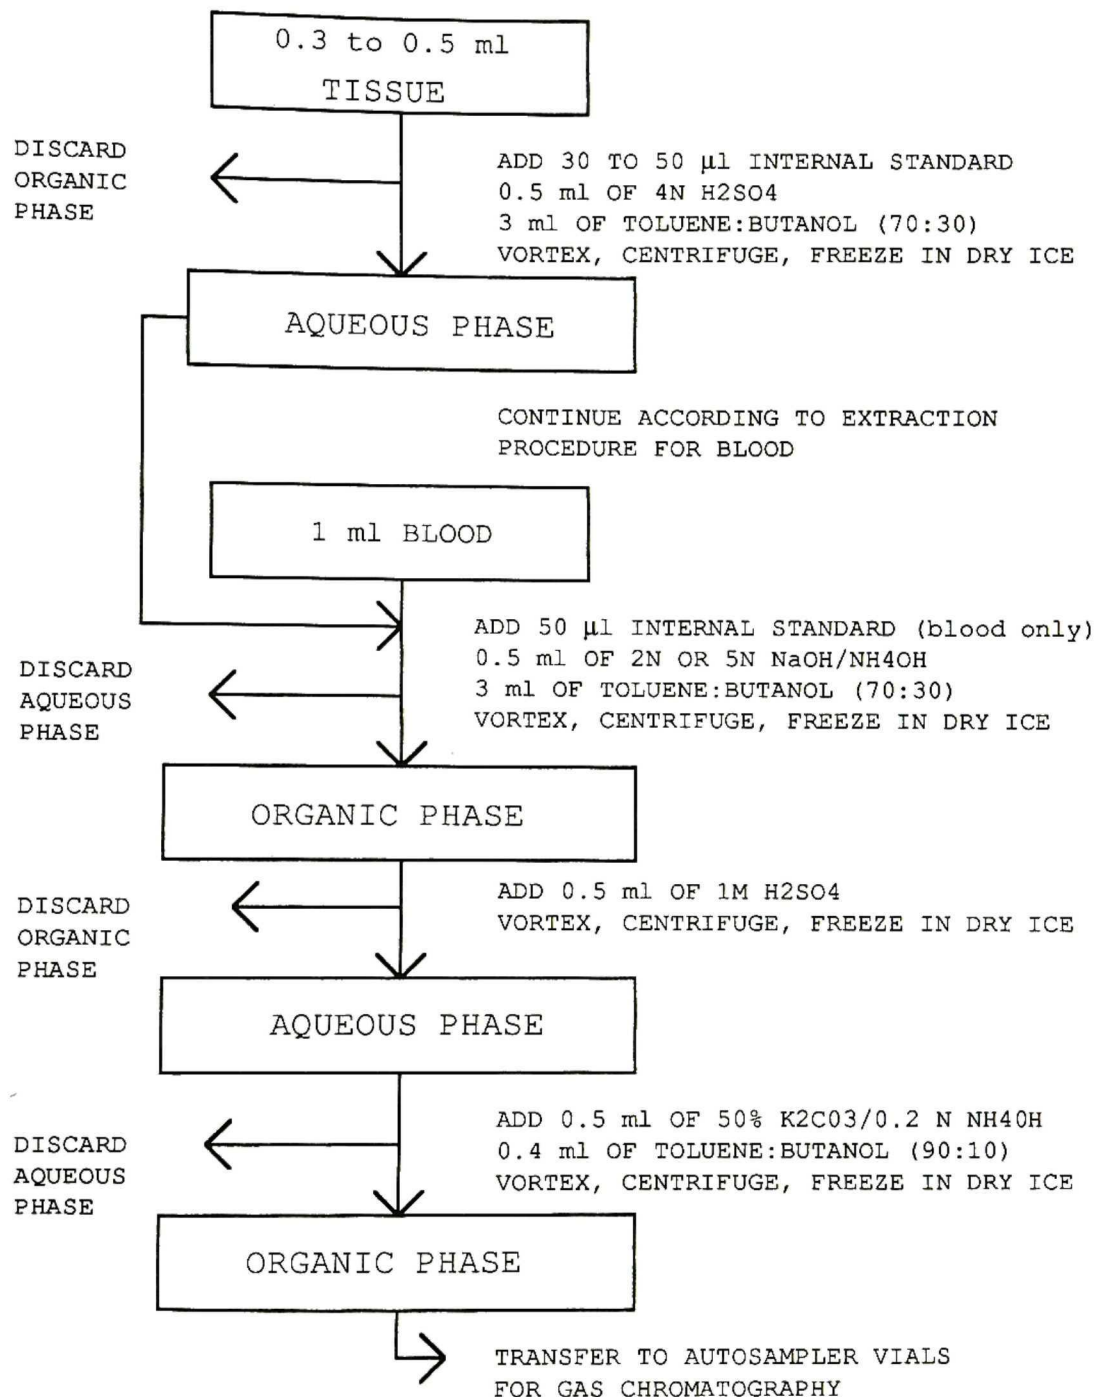 0.3 to 0.5 ml
TISSUE
DISCARD
ORGANIC
PHASE
ADD 30 TO 50 µl INTERNAL STANDARD
0.5 ml OF 4N H2SO4
3 ml OF TOLUENE:BUTANOL (70:30)
VORTEX, CENTRIFUGE, FREEZE IN DRY ICE
AQUEOUS PHASE
CONTINUE ACCORDING TO EXTRACTION
PROCEDURE FOR BLOOD
1 ml BLOOD
ADD 50 µl INTERNAL STANDARD (blood only)
0.5 ml OF 2N OR 5N NaOH/NH4OH
3 ml OF TOLUENE:BUTANOL (70:30)
VORTEX, CENTRIFUGE, FREEZE IN DRY ICE
DISCARD
AQUEOUS
PHASE
ORGANIC PHASE
ADD 0.5 ml OF 1M H2SO4
VORTEX, CENTRIFUGE, FREEZE IN DRY ICE
DISCARD
ORGANIC
PHASE
AQUEOUS PHASE
ADD 0.5 ml OF 50% K2C03/0.2 N NH40H
0.4 ml OF TOLUENE:BUTANOL (90:10)
VORTEX, CENTRIFUGE, FREEZE IN DRY ICE
DISCARD
AQUEOUS
PHASE
ORGANIC PHASE
TRANSFER TO AUTOSAMPLER VIALS
FOR GAS CHROMATOGRAPHY